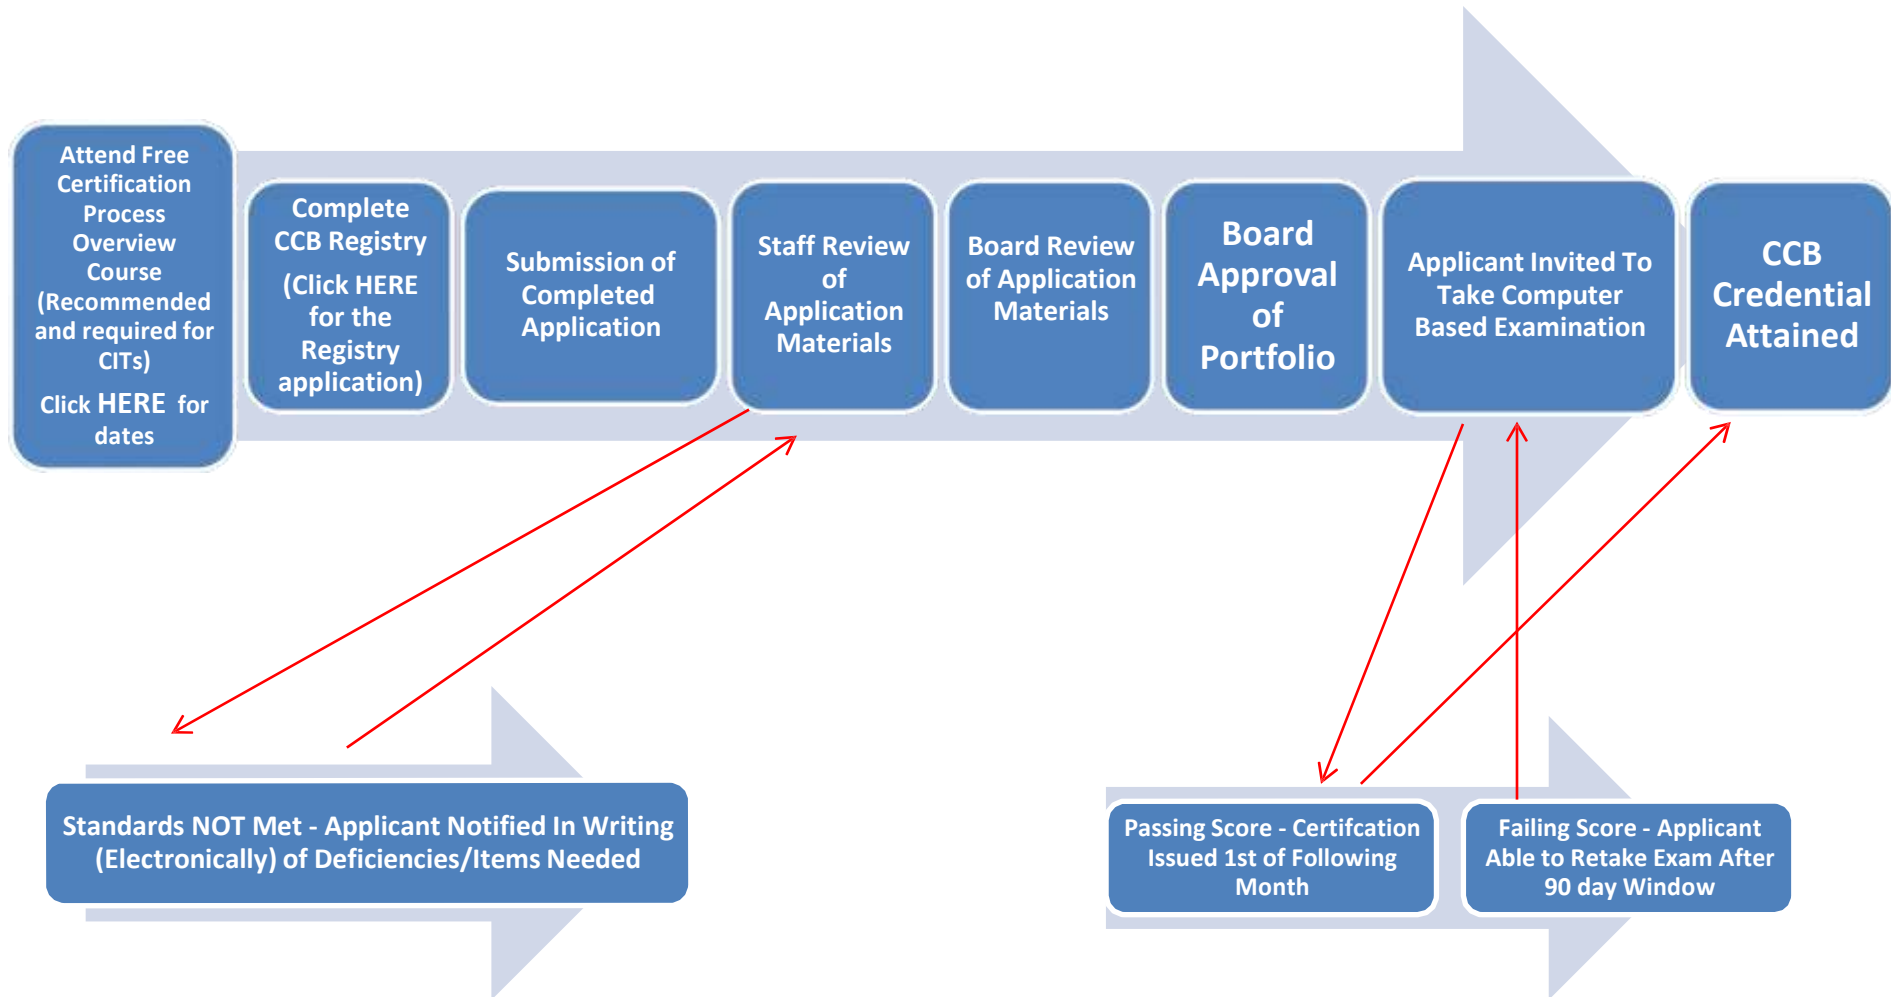 Attend Free
Certification
Process
Overview
Course
(Recommended
and required for
CITs)
Click HERE for
dates
Complete
CCB Registry
(Click HERE
for the
Registry
application)
Submission of
Completed
Application
Staff Review
of
Application
Materials
Board Review
of Application
Materials
Board
Approval
of
Portfolio
Applicant Invited To
Take Computer
Based Examination
CCB
Credential
Attained
Standards NOT Met - Applicant Notified In Writing
(Electronically) of Deficiencies/Items Needed
Passing Score - Certifcation
Issued 1st of Following
Month
Failing Score - Applicant
Able to Retake Exam After
90 day Window